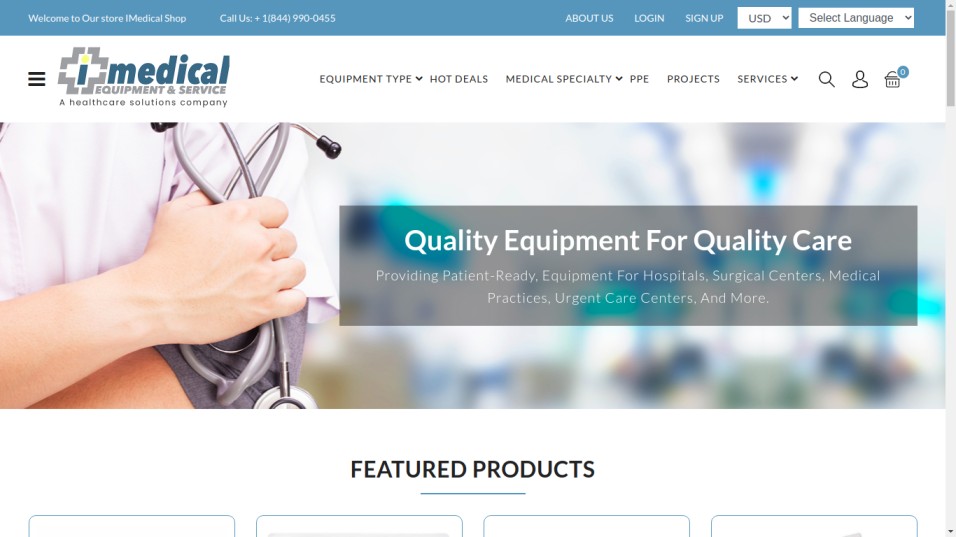 Welcome to Our store IMedical Shop
Call Us: + 1(844) 990-0455
ABOUT US
LOGIN
SIGN UP
USD
Select Language
imedical
EQUIPMENT & SERVICE
A healthcare solutions company
EQUIPMENT TYPE
HOT DEALS
MEDICAL SPECIALTY
PPE
PROJECTS
SERVICES
0
Quality Equipment For Quality Care
Providing Patient-Ready, Equipment For Hospitals, Surgical Centers, Medical
Practices, Urgent Care Centers, And More.
FEATURED PRODUCTS